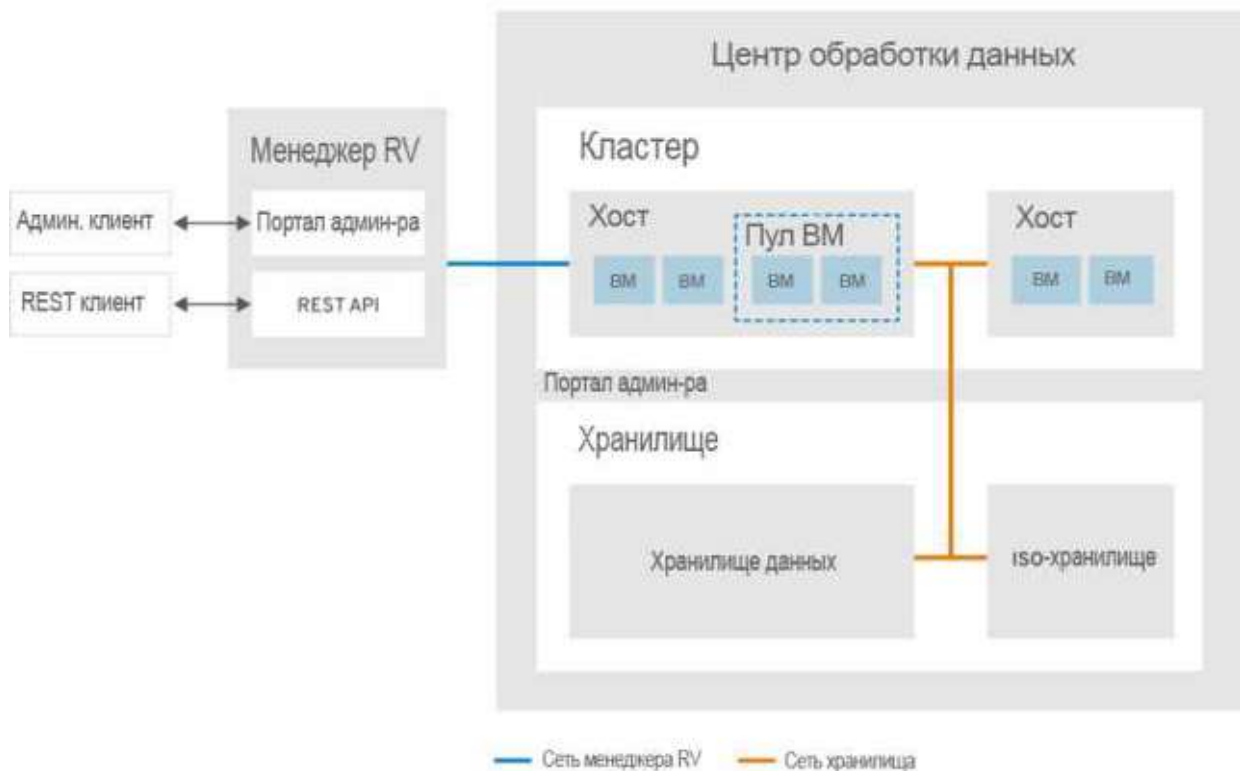 Центр обработки данных
Менеджер RV
Кластер
Админ. клиент
Портал админ-ра
REST клиент
REST API
Хост
Пул ВМ
ВМ
ВМ
ВМ
ВМ
Хост
ВМ
ВМ
Портал админ-ра
Хранилище
Хранилище данных
ISO-хранилище
Сеть менеджера RV
Сеть хранилища